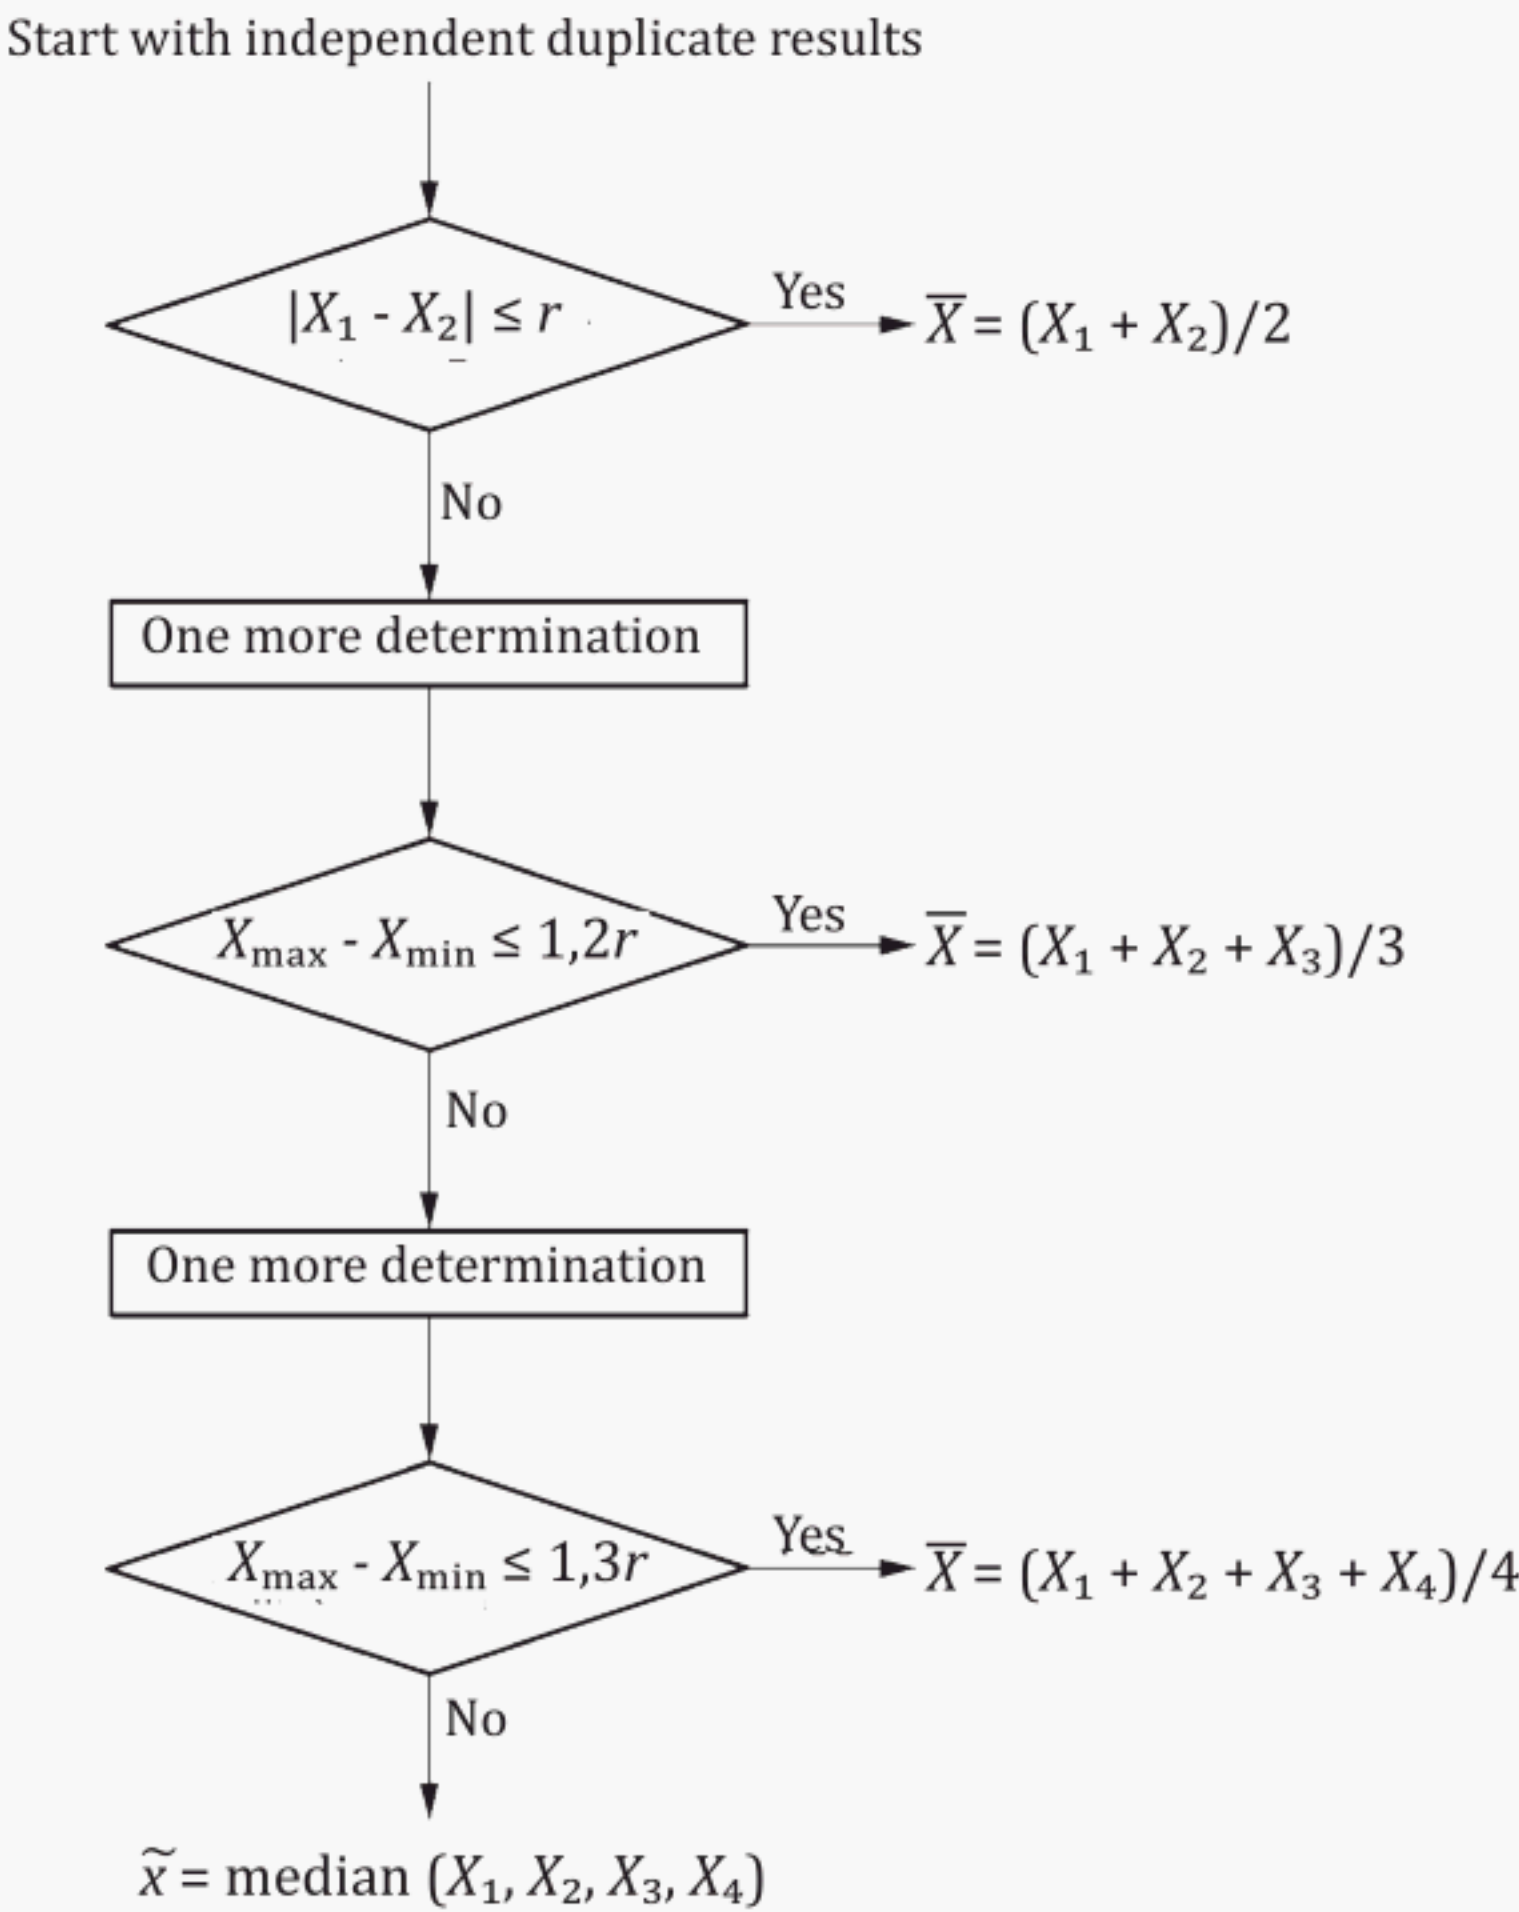 Start with independent duplicate results
|X₁ - X₂| ≤ r
Yes
X̅ = (X₁ + X₂)/2
No
One more determination
Xmax - Xmin ≤ 1,2r
Yes
X̅ = (X₁ + X₂ + X₃)/3
No
One more determination
Xmax - Xmin ≤ 1,3r
Yes
X̅ = (X₁ + X₂ + X₃ + X₄)/4
No
x̃ = median (X₁, X₂, X₃, X₄)